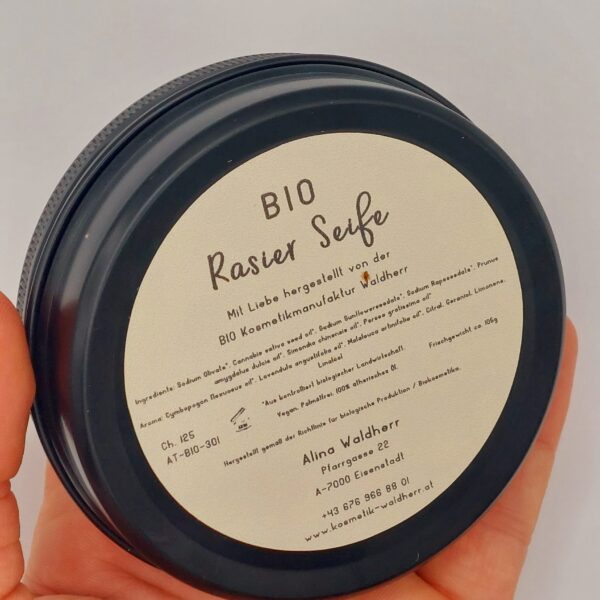 BIO
Rasier Seife
Mit Liebe hergestellt von der
BIO Kosmetikmanufaktur Waldherr
Ingrediente: Sodium Olivate*, Cannabis sativa seed oil*, Sodium Sunflowerseedate*, Sodium Rapeseedate*, Prunus
amygdalus dulcis oil*, Simondia chinensis oil*, Persea gratissima oil*
Aroma: Cymbopogon flexuosus oil*, Lavandula angustifolia oil*, Melaleuca alternifolia oil*, Citral, Geraniol, Limonene,
Linalool
*Aus kontrolliert biologischer Landwirtschaft.
Frischgewicht ca. 105g
Vegan. Palmölfrei. 100% ätherisches Öl.
Ch. 125
AT-BIO-301
Hergestellt gemäß der Richtlinie für biologische Produktion / Biokosmetika.
Alina Waldherr
Pfarrgasse 22
A-7000 Eisenstadt
+43 676 966 88 01
www.kosmetik-waldherr.at